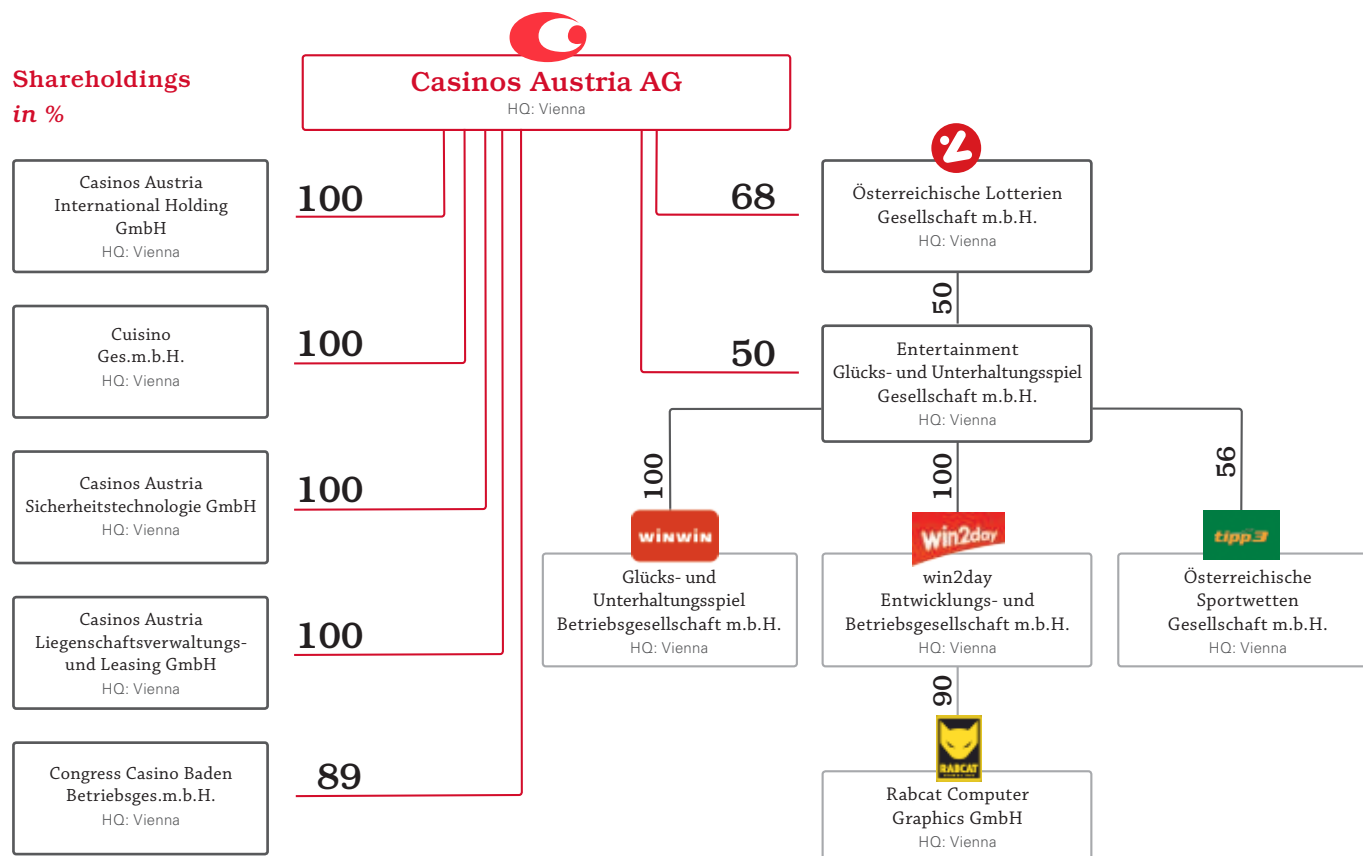 Shareholdings
in %
Casinos Austria AG
HQ: Vienna
Casinos Austria
International Holding
GmbH
HQ: Vienna
100
Cuisino
Ges.m.b.H.
HQ: Vienna
100
Casinos Austria
Sicherheitstechnologie GmbH
HQ: Vienna
100
Casinos Austria
Liegenschaftsverwaltungs-
und Leasing GmbH
HQ: Vienna
100
Congress Casino Baden
Betriebsges.m.b.H.
HQ: Vienna
89
68
Österreichische Lotterien
Gesellschaft m.b.H.
HQ: Vienna
50
50
Entertainment
Glücks- und Unterhaltungsspiel
Gesellschaft m.b.H.
HQ: Vienna
100
WINWIN
Glücks- und
Unterhaltungsspiel
Betriebsgesellschaft m.b.H.
HQ: Vienna
100
win2day
win2day
Entwicklungs- und
Betriebsgesellschaft m.b.H.
HQ: Vienna
56
tipp3
Österreichische
Sportwetten
Gesellschaft m.b.H.
HQ: Vienna
90
RABCAT
Rabcat Computer
Graphics GmbH
HQ: Vienna